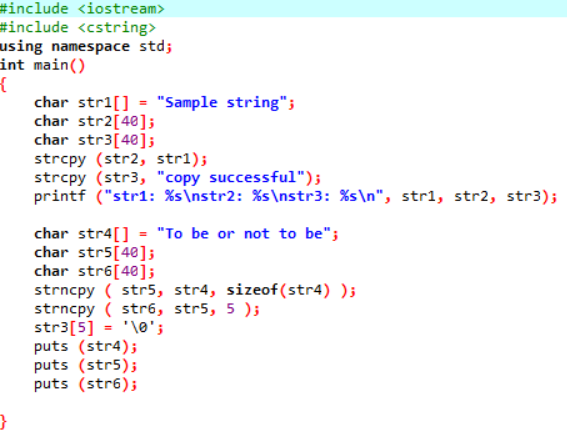 #include <iostream>
#include <cstring>
using namespace std;
int main()
{
char str1[] = "Sample string";
char str2[40];
char str3[40];
strcpy (str2, str1);
strcpy (str3, "copy successful");
printf ("str1: %s\nstr2: %s\nstr3: %s\n", str1, str2, str3);
char str4[] = "To be or not to be";
char str5[40];
char str6[40];
strncpy ( str5, str4, sizeof(str4) );
strncpy ( str6, str5, 5 );
str3[5] = '\0';
puts (str4);
puts (str5);
puts (str6);
}